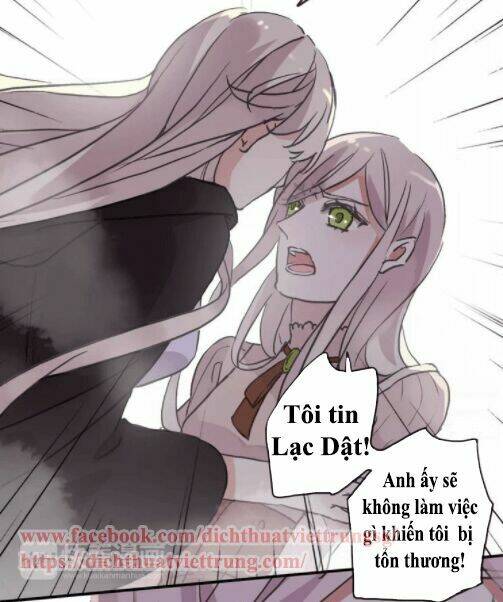 Tôi tin
Lạc Dật!
Anh ấy sẽ
không làm việc
gì khiến tôi bị
tổn thương!
www.facebook.com/dichthuatviettrung
https://dichthuatviettrung.com/